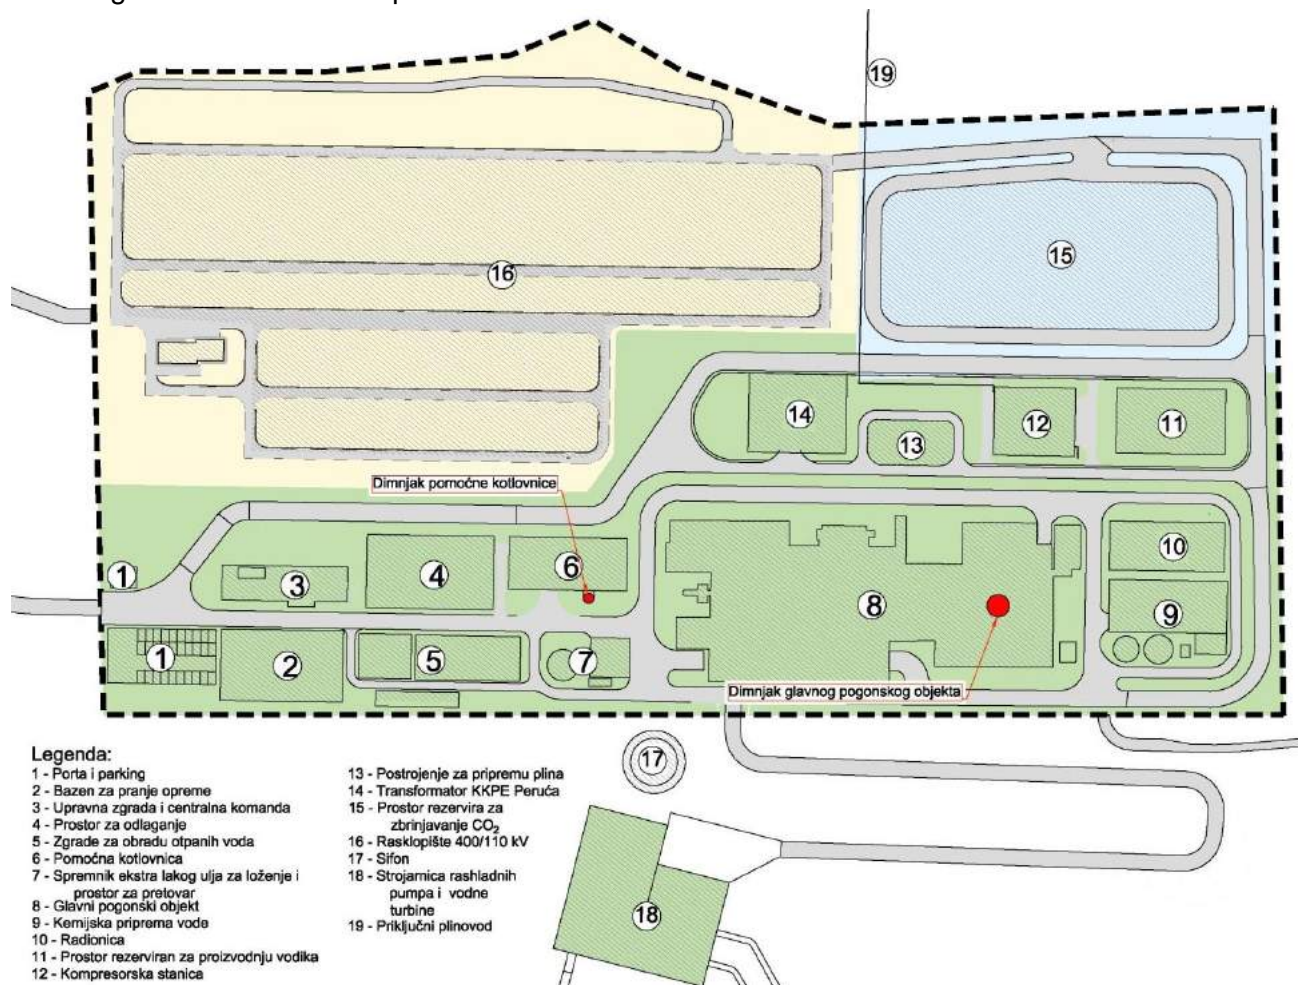 19
15
16
14
13
12
11
Dimnjak pomoćne kotlovnice
1
3
4
6
8
10
9
1
2
5
7
Dimnjak glavnog pogonskog objekta
17
18
Legenda:
1 - Porta i parking
2 - Bazen za pranje opreme
3 - Upravna zgrada i centralna komanda
4 - Prostor za odlaganje
5 - Zgrade za obradu otpanih voda
6 - Pomoćna kotlovnica
7 - Spremnik ekstra lakog ulja za loženje i
prostor za pretovar
8 - Glavni pogonski objekt
9 - Kemijska priprema vode
10 - Radionica
11 - Prostor rezerviran za proizvodnju vodika
12 - Kompresorska stanica
13 - Postrojenje za pripremu plina
14 - Transformator KKPE Peruća
15 - Prostor rezervira za
zbrinjavanje CO₂
16 - Rasklopište 400/110 kV
17 - Sifon
18 - Strojarnica rashladnih
pumpa i vodne
turbine
19 - Priključni plinovod